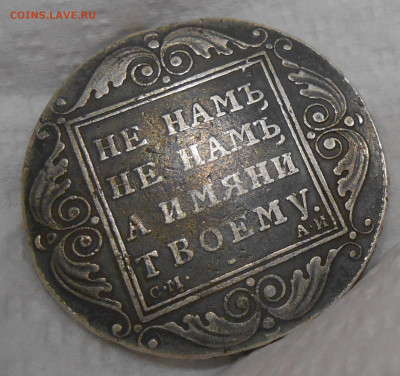 COINS.LAVE.RU
НЕ НАМЪ
НЕ НАМЪ
А ИМЯНИ
ТВОЕМУ.
С.М. А.И